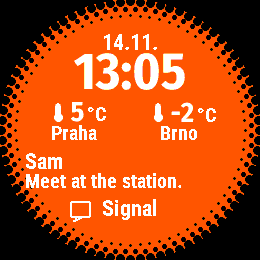 14.11.
13:05
5°C -2°C
Praha Brno
Sam
Meet at the station.
Signal